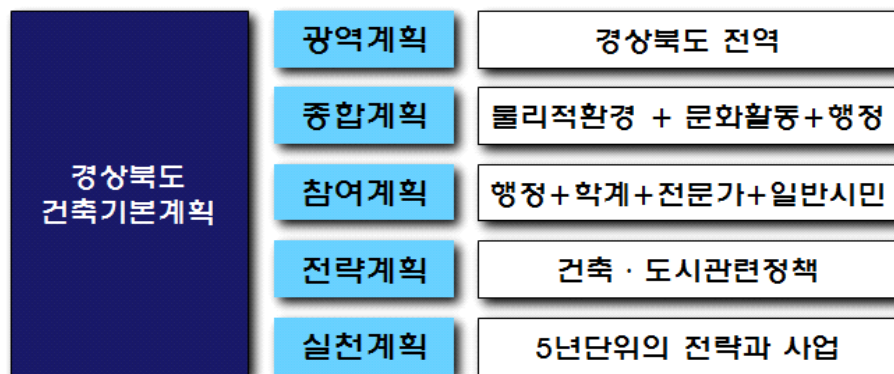 경상북도
건축기본계획
광역계획
경상북도 전역
종합계획
물리적환경 + 문화활동+행정
참여계획
행정+학계+전문가+일반시민
전략계획
건축 · 도시관련정책
실천계획
5년단위의 전략과 사업